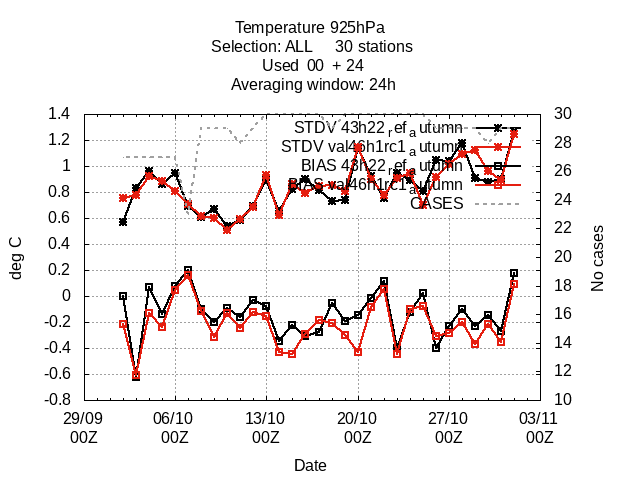 Temperature 925hPa
Selection: ALL 30 stations
Used 00 + 24
Averaging window: 24h
deg C
1.4
1.2
1
0.8
0.6
0.4
0.2
0
-0.2
-0.4
-0.6
-0.8
STDV 43h22ref_autumn
STDV val46h1rc1_autumn
BIAS 43h22ref_autumn
BIAS val46h1rc1_autumn
CASES
30
28
26
24
22
20
18
16
14
12
10
No cases
29/09 06/10 13/10 20/10 27/10 03/11
00Z 00Z 00Z 00Z 00Z 00Z
Date